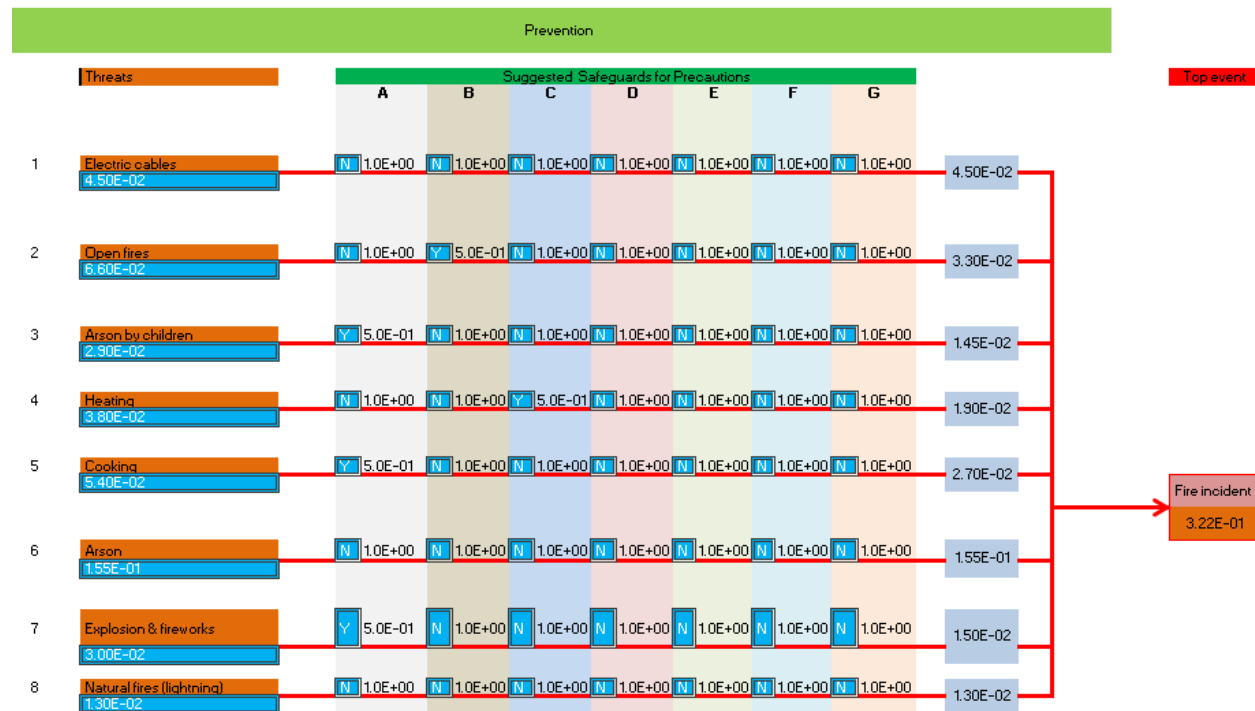 Prevention
Threats Suggested Safeguards for Precautions Top event
A B C D E F G
1 Electric cables N 1.0E+00 N 1.0E+00 N 1.0E+00 N 1.0E+00 N 1.0E+00 N 1.0E+00 N 1.0E+00 4.50E-02
4.50E-02
2 Open fires N 1.0E+00 Y 5.0E-01 N 1.0E+00 N 1.0E+00 N 1.0E+00 N 1.0E+00 N 1.0E+00 3.30E-02
6.60E-02
3 Arson by children Y 5.0E-01 N 1.0E+00 N 1.0E+00 N 1.0E+00 N 1.0E+00 N 1.0E+00 N 1.0E+00 1.45E-02
2.90E-02
4 Heating N 1.0E+00 N 1.0E+00 Y 5.0E-01 N 1.0E+00 N 1.0E+00 N 1.0E+00 N 1.0E+00 1.90E-02
3.80E-02
5 Cooking Y 5.0E-01 N 1.0E+00 N 1.0E+00 N 1.0E+00 N 1.0E+00 N 1.0E+00 N 1.0E+00 2.70E-02
5.40E-02
Fire incident
3.22E-01
6 Arson N 1.0E+00 N 1.0E+00 N 1.0E+00 N 1.0E+00 N 1.0E+00 N 1.0E+00 N 1.0E+00 1.55E-01
1.55E-01
7 Explosion & fireworks Y 5.0E-01 N 1.0E+00 N 1.0E+00 N 1.0E+00 N 1.0E+00 N 1.0E+00 N 1.0E+00 1.50E-02
3.00E-02
8 Natural fires (lightning) N 1.0E+00 N 1.0E+00 N 1.0E+00 N 1.0E+00 N 1.0E+00 N 1.0E+00 N 1.0E+00 1.30E-02
1.30E-02